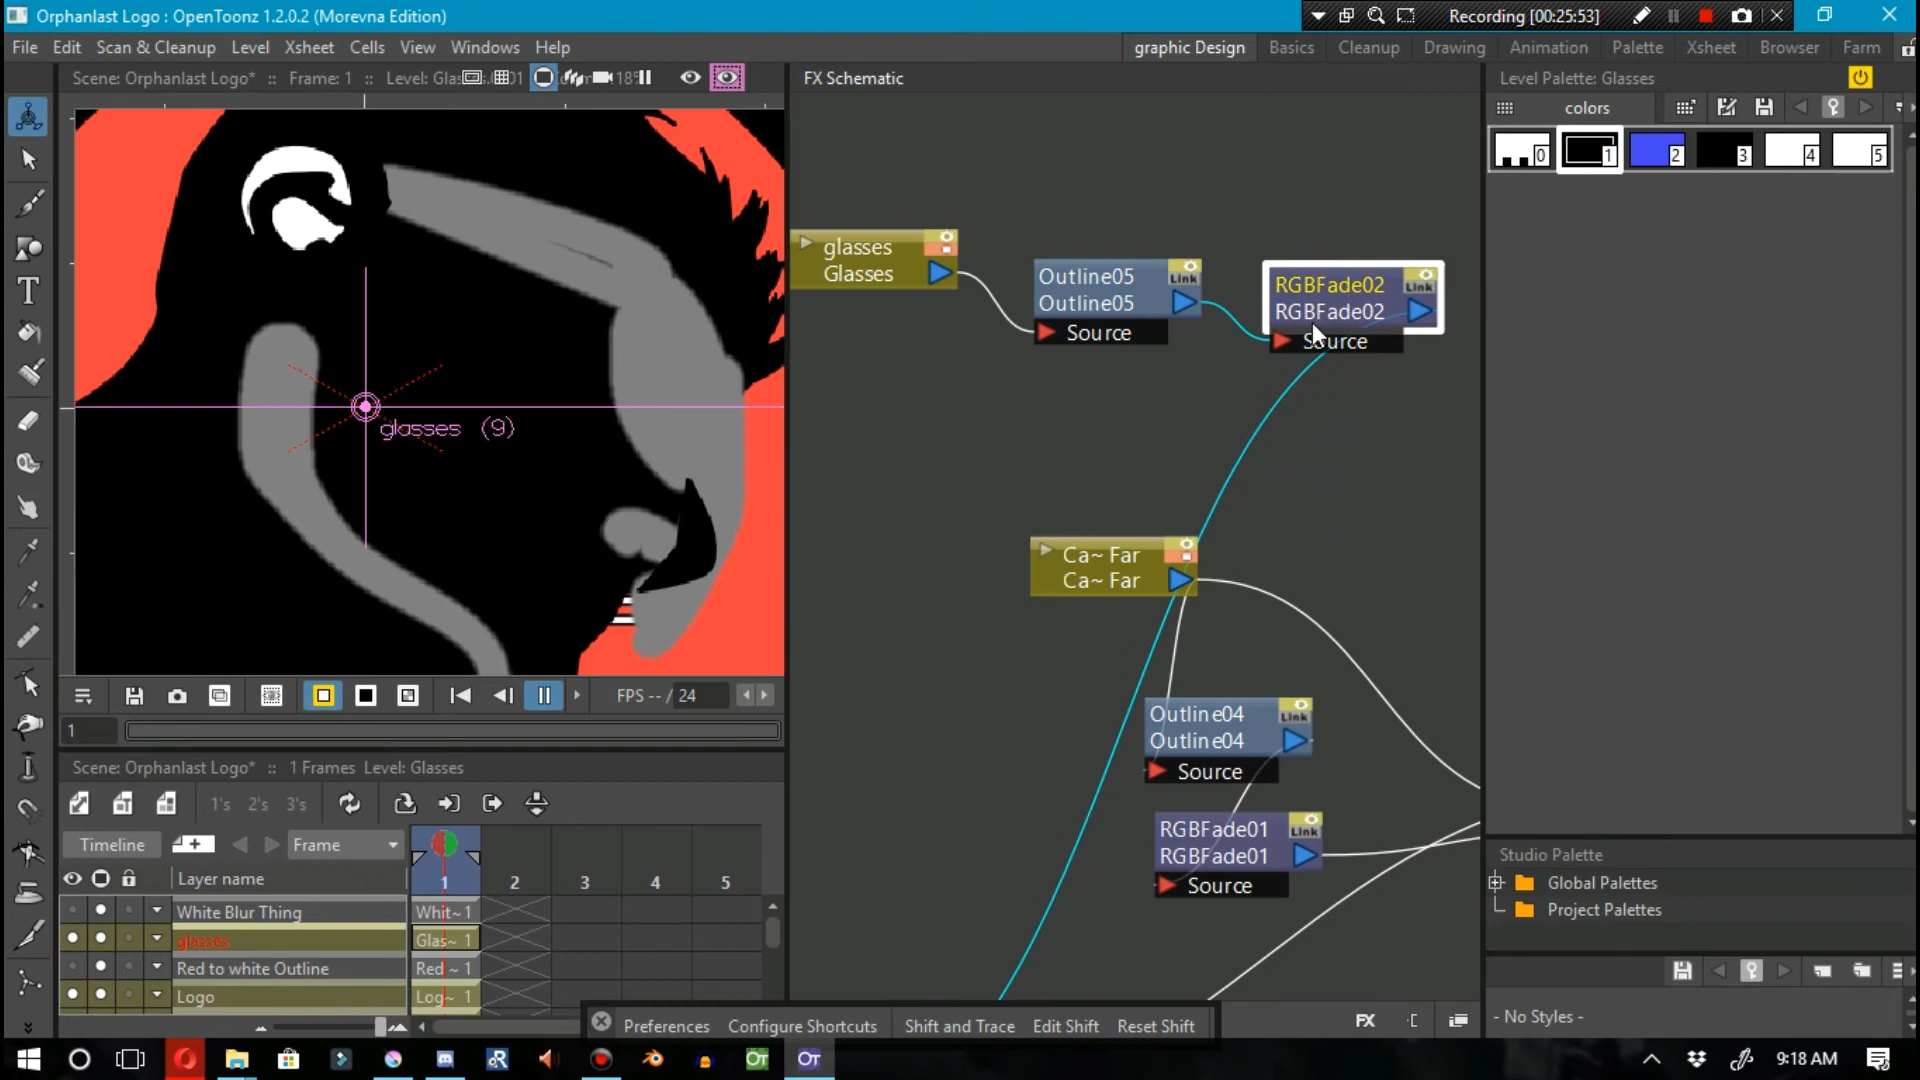 Orphanlast Logo : OpenToonz 1.2.0.2 (Morevna Edition)
Recording [00:25:53]
File Edit Scan & Cleanup Level Xsheet Cells View Windows Help
graphic Design Basics Cleanup Drawing Animation Palette Xsheet Browser Farm
Scene: Orphanlast Logo* :: Frame: 1 :: Level: Glas
FX Schematic
Level Palette: Glasses
colors
0 1 2 3 4 5
glasses
Glasses
Outline05
Outline05
Link
Source
RGBFade02
RGBFade02
Link
Source
glasses (9)
Ca~ Far
Ca~ Far
Outline04
Outline04
Link
Source
RGBFade01
RGBFade01
Link
Source
FPS -- / 24
1
Scene: Orphanlast Logo* :: 1 Frames Level: Glasses
1's 2's 3's
Timeline
Frame
Layer name
1 2 3 4 5
White Blur Thing
Whit~ 1
glasses
Glas~ 1
Red to white Outline
Red ~ 1
Logo
Log~ 1
Studio Palette
Global Palettes
Project Palettes
- No Styles -
Preferences Configure Shortcuts Shift and Trace Edit Shift Reset Shift
FX
9:18 AM